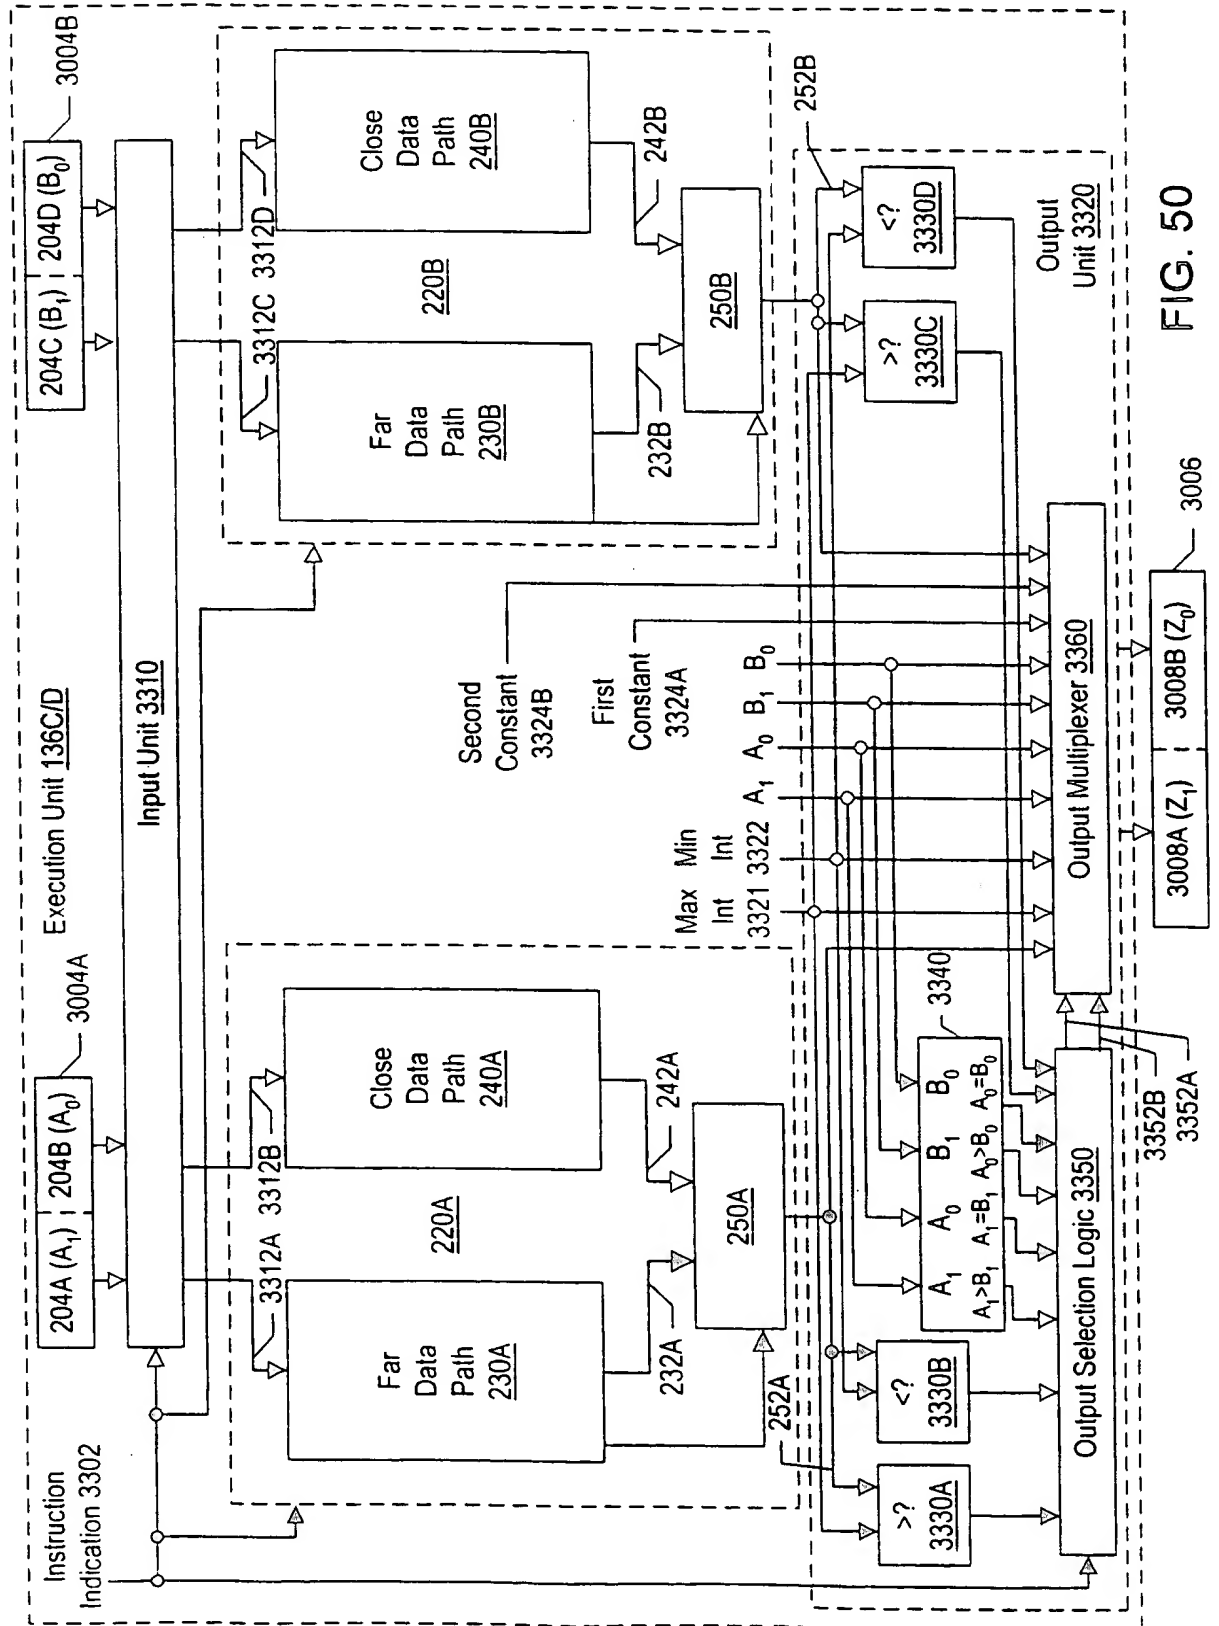 Execution Unit 136C/D
Instruction
Indication 3302
3004A
204A (A1) 204B (A0)
3004B
204C (B1) 204D (B0)
Input Unit 3310
3312A 3312B
3312C 3312D
Far
Data
Path
230A
220A
Close
Data
Path
240A
232A
242A
250A
Far
Data
Path
230B
220B
Close
Data
Path
240B
232B
242B
250B
252A
252B
Max
Int
3321
Min
Int
3322
A1
A0
B1
B0
First
Constant
3324A
Second
Constant
3324B
>?
3330A
<?
3330B
3340
A1 A0 B1 B0
A1>B1 A1=B1 A0>B0 A0=B0
>?
3330C
<?
3330D
Output
Unit 3320
Output Selection Logic 3350
3352B
3352A
Output Multiplexer 3360
3006
3008A (Z1) 3008B (Z0)
FIG. 50